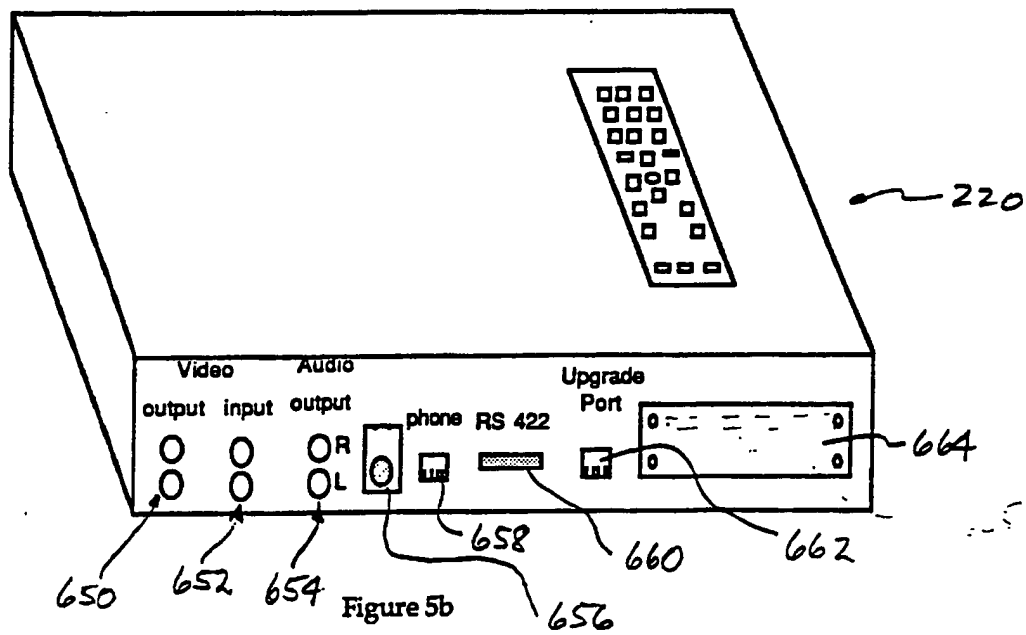 220
Video
Audio
output
input
output
R
L
phone
RS 422
Upgrade
Port
664
650
652
654
656
658
660
662
Figure 5b